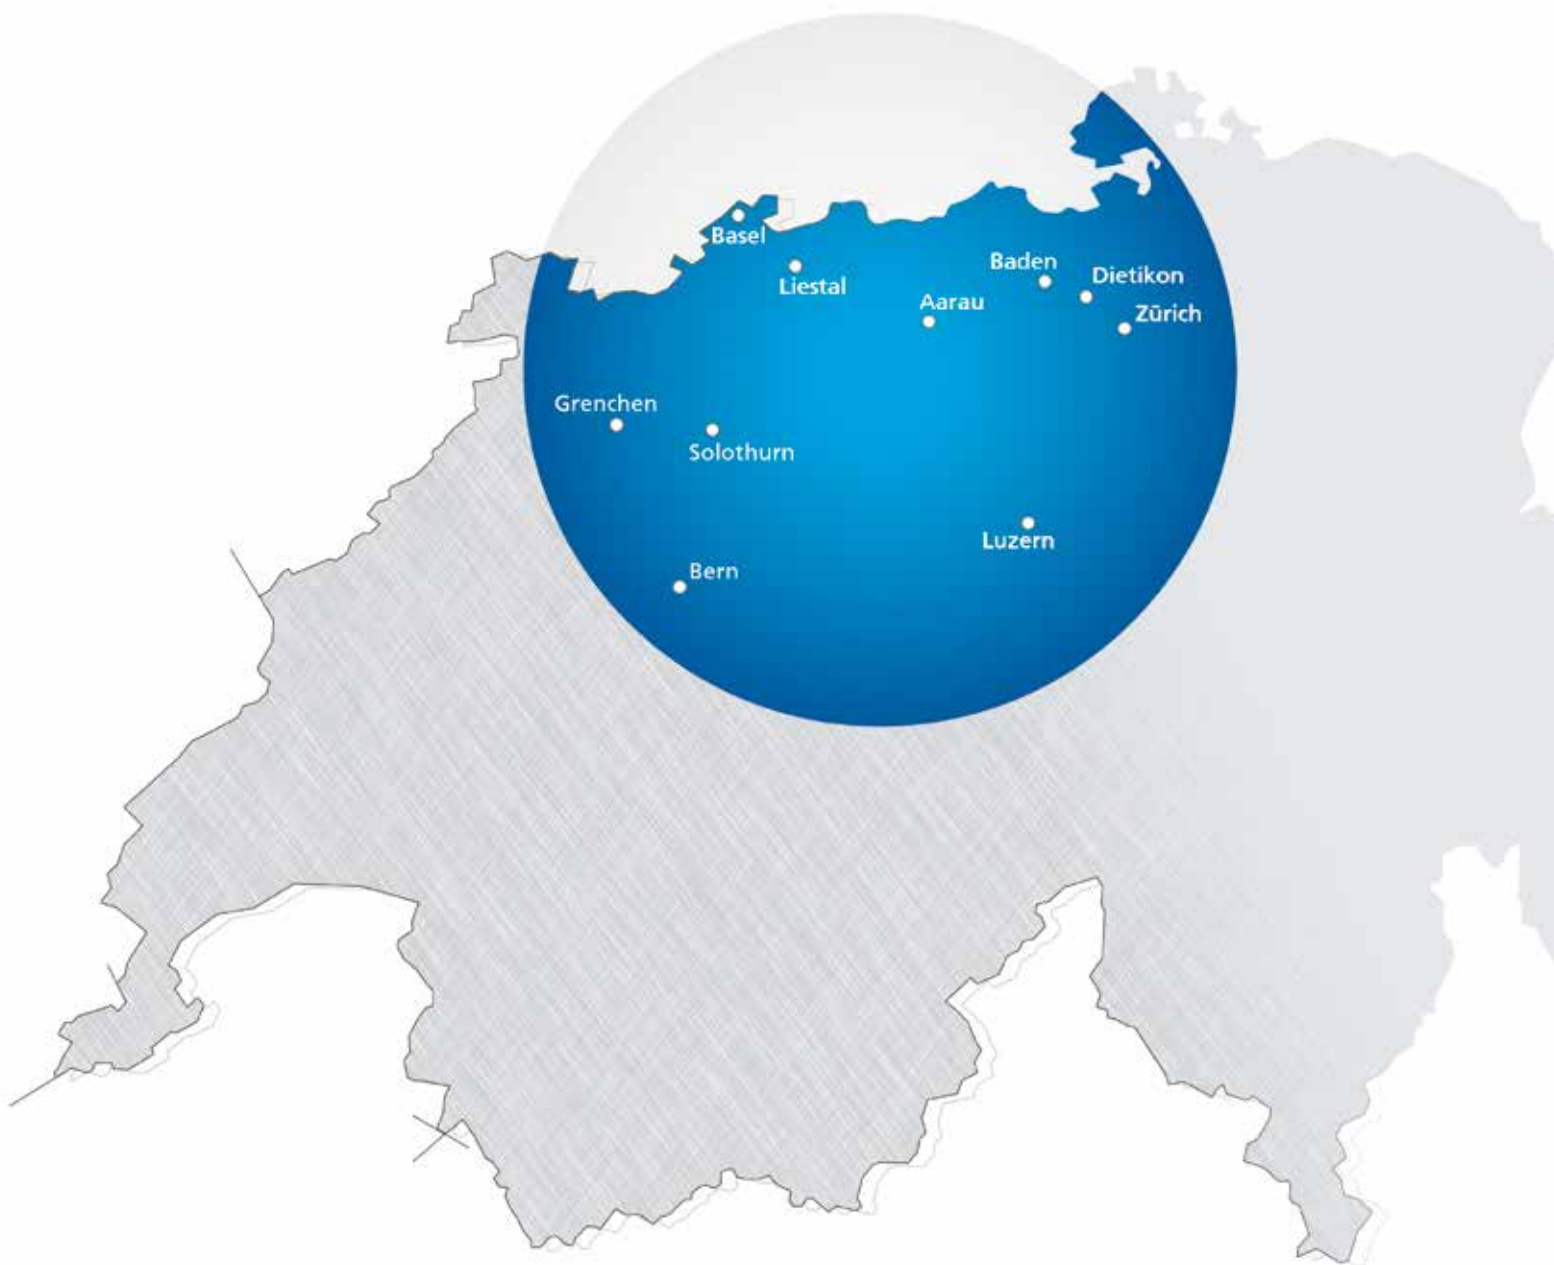 Basel
Liestal
Baden
Dietikon
Aarau
Zürich
Grenchen
Solothurn
Luzern
Bern